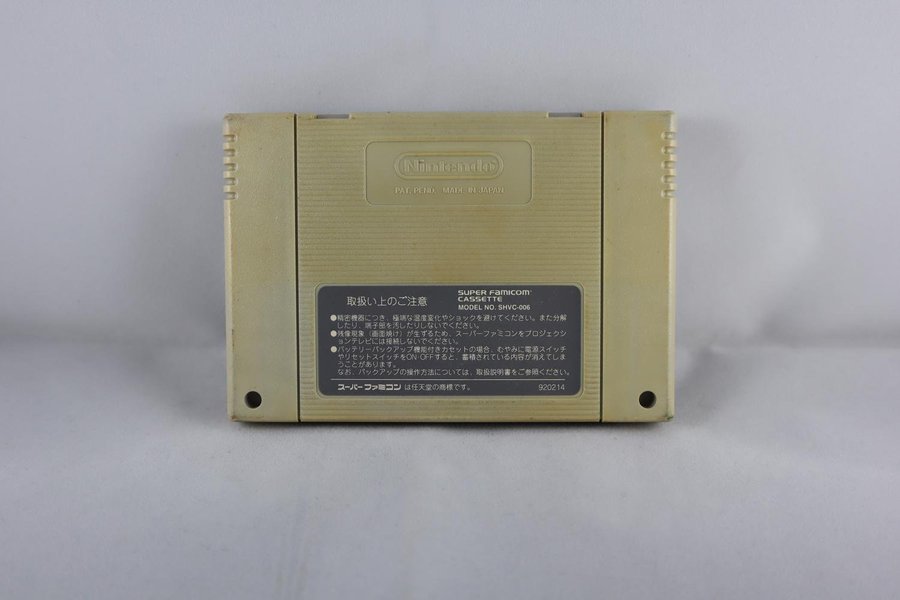 Nintendo
PAT. PEND. MADE IN JAPAN
取扱い上のご注意
SUPER FAMICOM
CASSETTE
MODEL NO. SHVC-006
●精密機器につき、極端な温度変化やショックを避けてください。また分解
したり、端子部を汚したりしないでください。
●残像現象（画面焼け）が生ずるため、スーパーファミコンをプロジェクシ
ョンテレビには接続しないでください。
●バッテリーバックアップ機能付きカセットの場合、むやみに電源スイッチ
やリセットスイッチをON·OFFすると、蓄積されている内容が消えてしま
うことがあります。
なお、バックアップの操作方法については、取扱説明書をご参照ください。
スーパーファミコン は任天堂の商標です。 920214